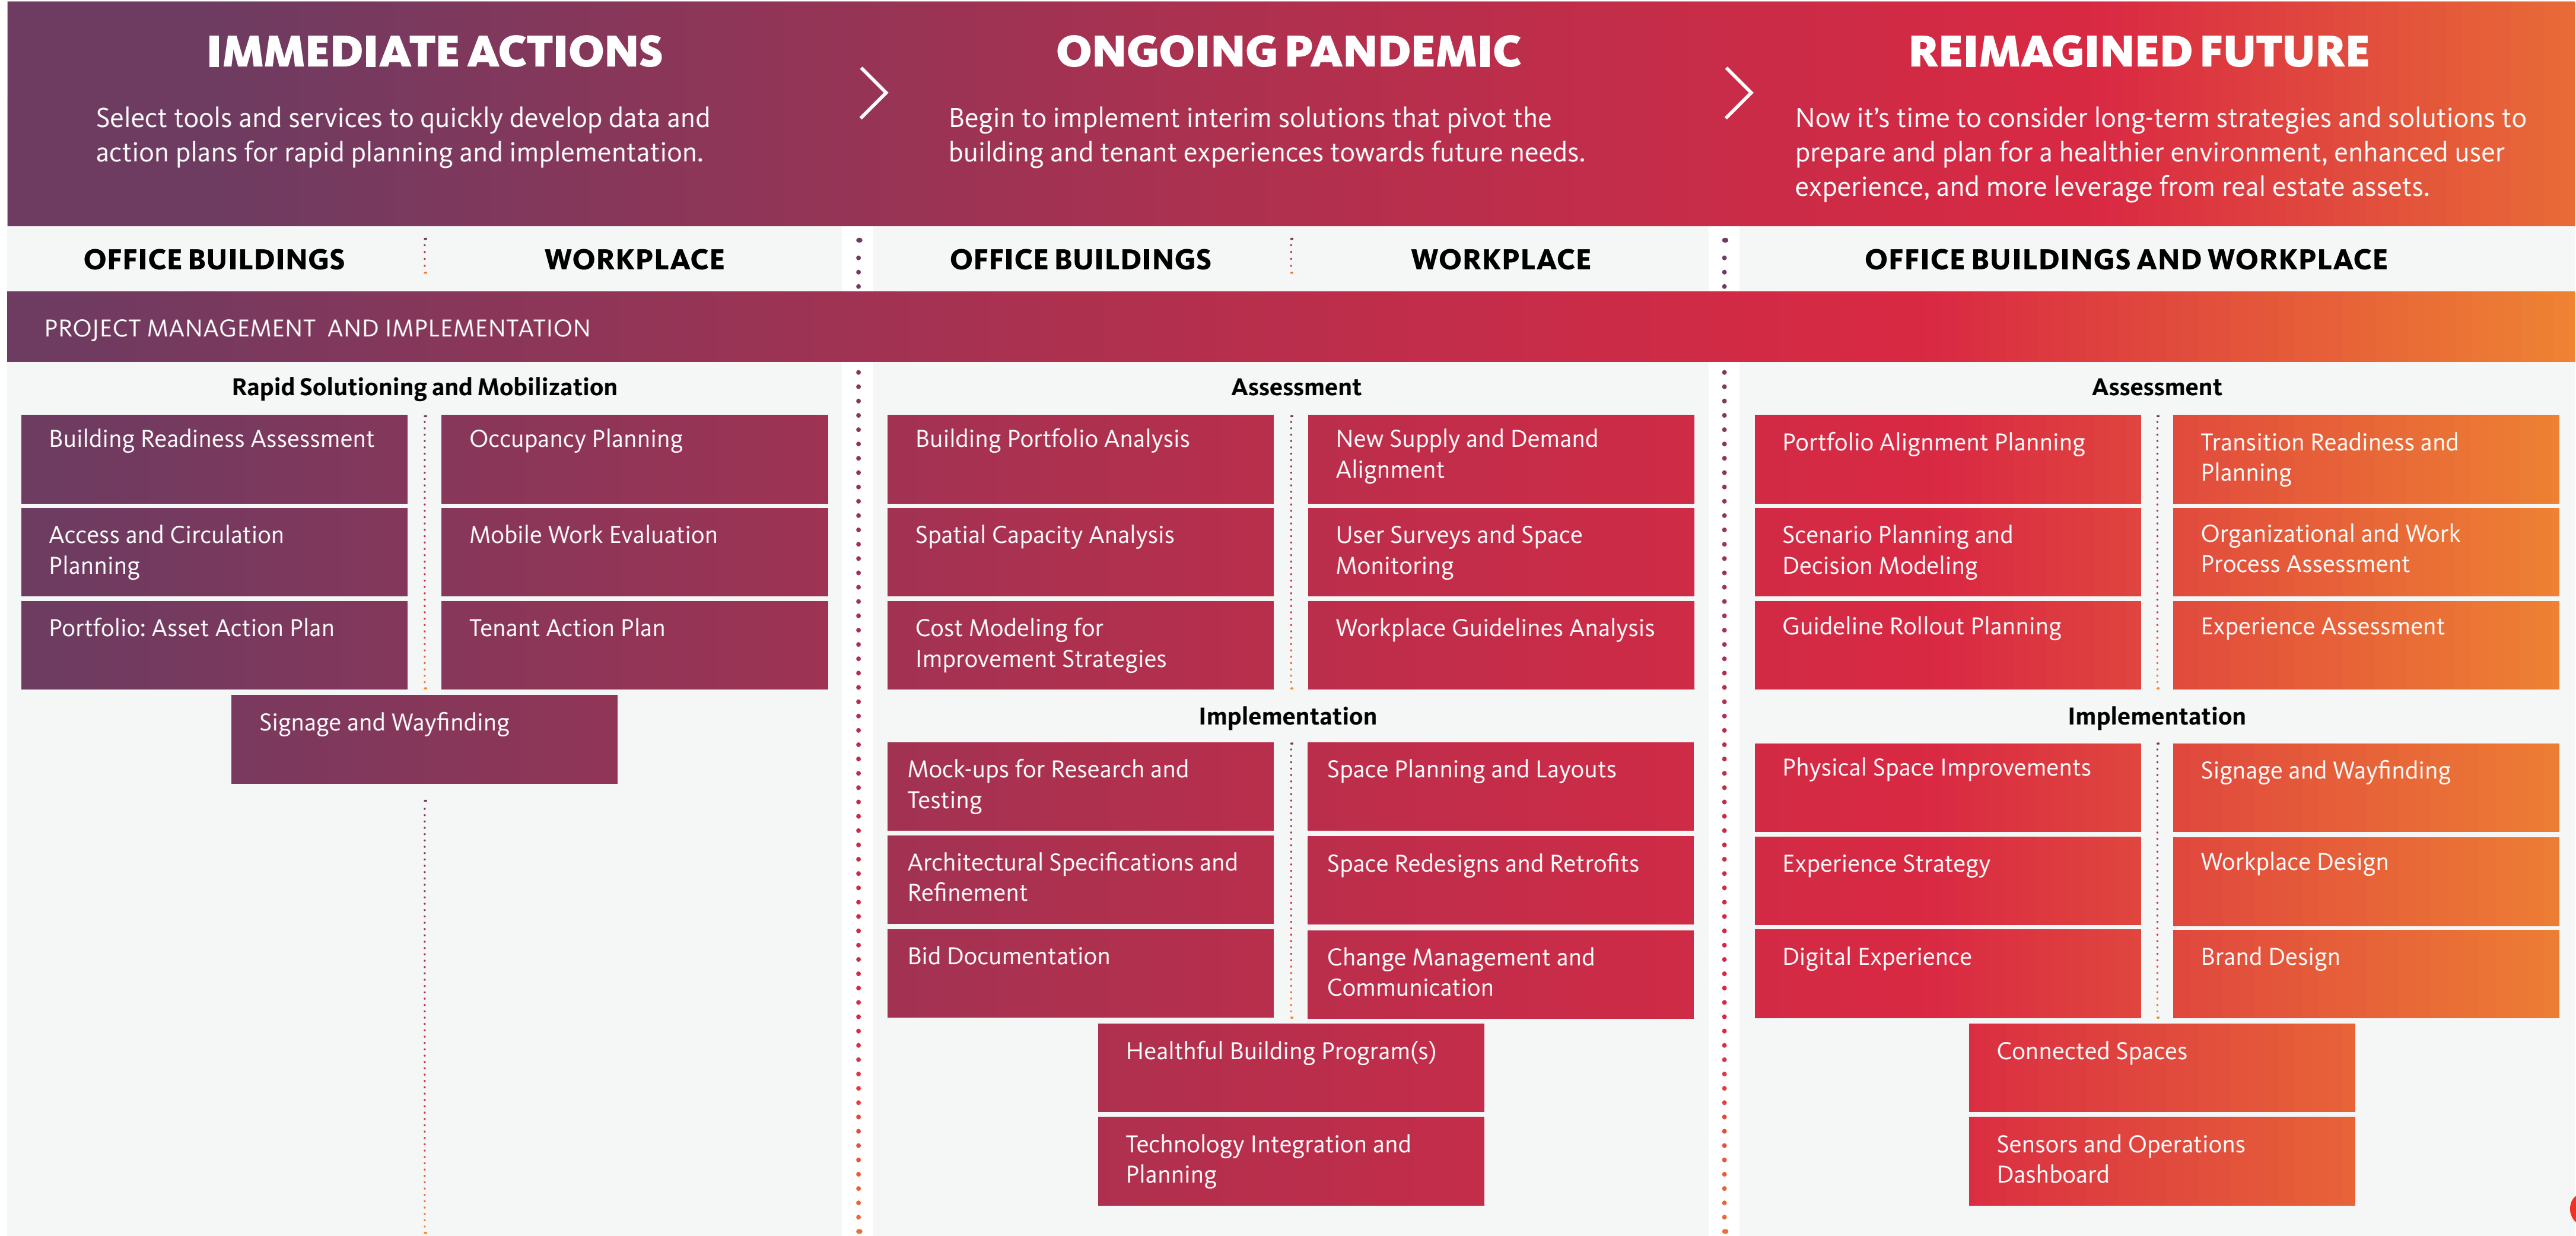 IMMEDIATE ACTIONS
Select tools and services to quickly develop data and
action plans for rapid planning and implementation.
ONGOING PANDEMIC
Begin to implement interim solutions that pivot the
building and tenant experiences towards future needs.
REIMAGINED FUTURE
Now it's time to consider long-term strategies and solutions to
prepare and plan for a healthier environment, enhanced user
experience, and more leverage from real estate assets.
OFFICE BUILDINGS
WORKPLACE
OFFICE BUILDINGS
WORKPLACE
OFFICE BUILDINGS AND WORKPLACE
PROJECT MANAGEMENT AND IMPLEMENTATION
Rapid Solutioning and Mobilization
Building Readiness Assessment
Occupancy Planning
Access and Circulation
Planning
Mobile Work Evaluation
Portfolio: Asset Action Plan
Tenant Action Plan
Signage and Wayfinding
Assessment
Building Portfolio Analysis
New Supply and Demand
Alignment
Spatial Capacity Analysis
User Surveys and Space
Monitoring
Cost Modeling for
Improvement Strategies
Workplace Guidelines Analysis
Implementation
Mock-ups for Research and
Testing
Space Planning and Layouts
Architectural Specifications and
Refinement
Space Redesigns and Retrofits
Bid Documentation
Change Management and
Communication
Healthful Building Program(s)
Technology Integration and
Planning
Assessment
Portfolio Alignment Planning
Transition Readiness and
Planning
Scenario Planning and
Decision Modeling
Organizational and Work
Process Assessment
Guideline Rollout Planning
Experience Assessment
Implementation
Physical Space Improvements
Signage and Wayfinding
Experience Strategy
Workplace Design
Digital Experience
Brand Design
Connected Spaces
Sensors and Operations
Dashboard